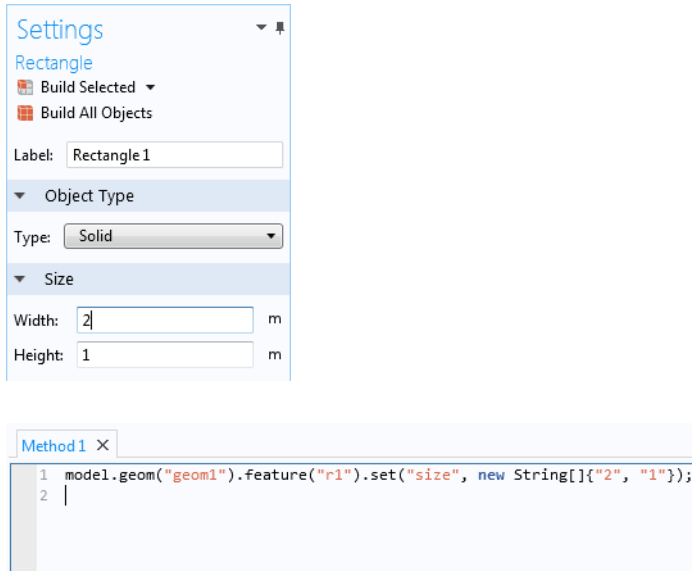 Settings
Rectangle
Build Selected
Build All Objects
Label: Rectangle 1
Object Type
Type: Solid
Size
Width: 2 m
Height: 1 m
Method 1
1 model.geom("geom1").feature("r1").set("size", new String[]{"2", "1"});
2